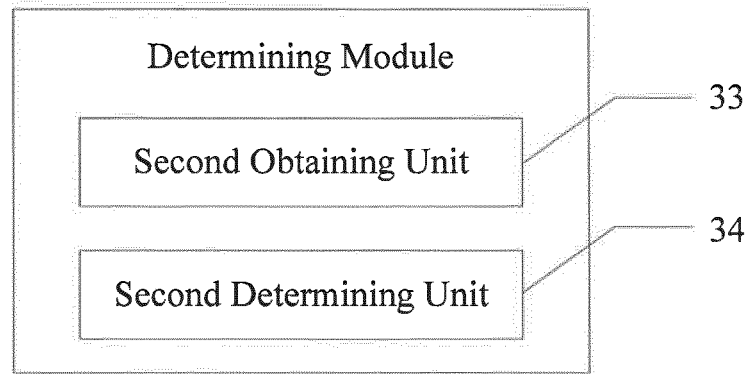 Determining Module
33
Second Obtaining Unit
34
Second Determining Unit